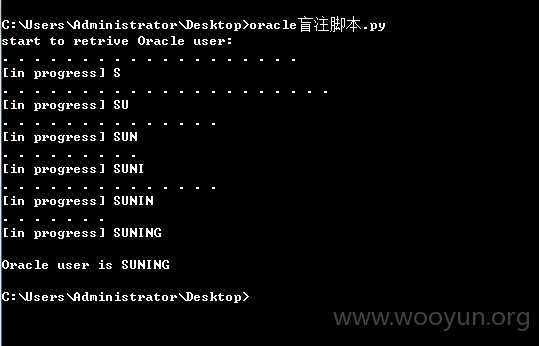 C:\Users\Administrator\Desktop>oracle盲注脚本.py
start to retrive Oracle user:
. . . . . . . . . . . . . . . . . . .
[in progress] S
. . . . . . . . . . . . . . . . . . . . .
[in progress] SU
. . . . . . . . . . . . . .
[in progress] SUN
. . . . . . . . .
[in progress] SUNI
. . . . . . . . . . . . . .
[in progress] SUNIN
. . . . . . .
[in progress] SUNING
Oracle user is SUNING
C:\Users\Administrator\Desktop>
www.wooyun.org